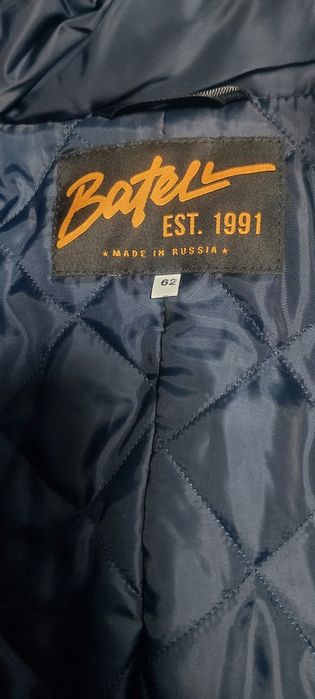 Batell
EST. 1991
★ MADE IN RUSSIA ★
62